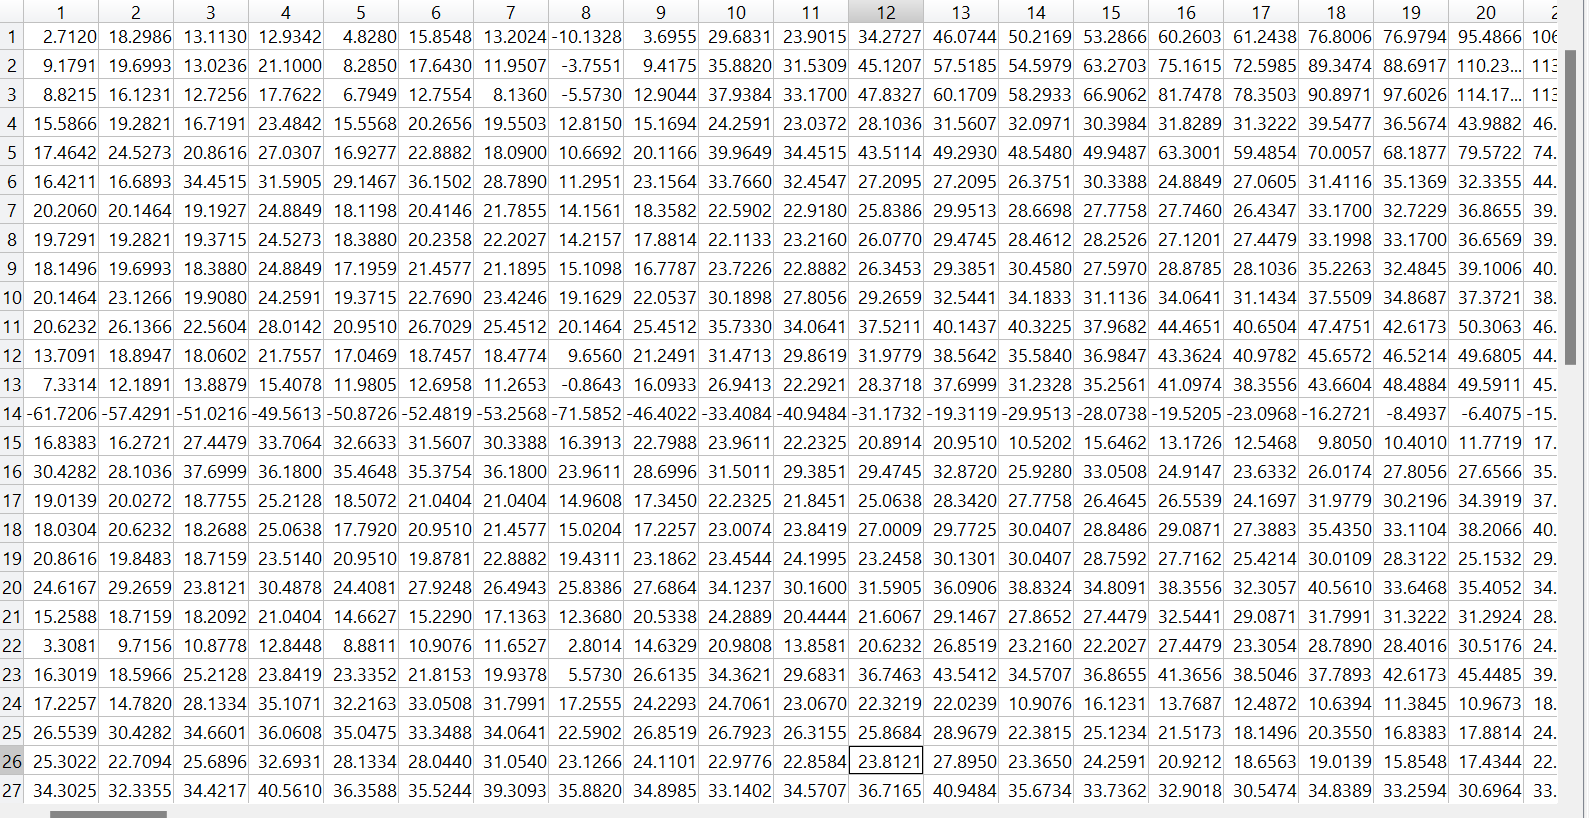 1 2 3 4 5 6 7 8 9 10 11 12 13 14 15 16 17 18 19 20 2
1 2.7120 18.2986 13.1130 12.9342 4.8280 15.8548 13.2024 -10.1328 3.6955 29.6831 23.9015 34.2727 46.0744 50.2169 53.2866 60.2603 61.2438 76.8006 76.9794 95.4866 106
2 9.1791 19.6993 13.0236 21.1000 8.2850 17.6430 11.9507 -3.7551 9.4175 35.8820 31.5309 45.1207 57.5185 54.5979 63.2703 75.1615 72.5985 89.3474 88.6917 110.23... 113
3 8.8215 16.1231 12.7256 17.7622 6.7949 12.7554 8.1360 -5.5730 12.9044 37.9384 33.1700 47.8327 60.1709 58.2933 66.9062 81.7478 78.3503 90.8971 97.6026 114.17... 113
4 15.5866 19.2821 16.7191 23.4842 15.5568 20.2656 19.5503 12.8150 15.1694 24.2591 23.0372 28.1036 31.5607 32.0971 30.3984 31.8289 31.3222 39.5477 36.5674 43.9882 46.
5 17.4642 24.5273 20.8616 27.0307 16.9277 22.8882 18.0900 10.6692 20.1166 39.9649 34.4515 43.5114 49.2930 48.5480 49.9487 63.3001 59.4854 70.0057 68.1877 79.5722 74.
6 16.4211 16.6893 34.4515 31.5905 29.1467 36.1502 28.7890 11.2951 23.1564 33.7660 32.4547 27.2095 27.2095 26.3751 30.3388 24.8849 27.0605 31.4116 35.1369 32.3355 44.
7 20.2060 20.1464 19.1927 24.8849 18.1198 20.4146 21.7855 14.1561 18.3582 22.5902 22.9180 25.8386 29.9513 28.6698 27.7758 27.7460 26.4347 33.1700 32.7229 36.8655 39.
8 19.7291 19.2821 19.3715 24.5273 18.3880 20.2358 22.2027 14.2157 17.8814 22.1133 23.2160 26.0770 29.4745 28.4612 28.2526 27.1201 27.4479 33.1998 33.1700 36.6569 39.
9 18.1496 19.6993 18.3880 24.8849 17.1959 21.4577 21.1895 15.1098 16.7787 23.7226 22.8882 26.3453 29.3851 30.4580 27.5970 28.8785 28.1036 35.2263 32.4845 39.1006 40.
10 20.1464 23.1266 19.9080 24.2591 19.3715 22.7690 23.4246 19.1629 22.0537 30.1898 27.8056 29.2659 32.5441 34.1833 31.1136 34.0641 31.1434 37.5509 34.8687 37.3721 38.
11 20.6232 26.1366 22.5604 28.0142 20.9510 26.7029 25.4512 20.1464 25.4512 35.7330 34.0641 37.5211 40.1437 40.3225 37.9682 44.4651 40.6504 47.4751 42.6173 50.3063 46.
12 13.7091 18.8947 18.0602 21.7557 17.0469 18.7457 18.4774 9.6560 21.2491 31.4713 29.8619 31.9779 38.5642 35.5840 36.9847 43.3624 40.9782 45.6572 46.5214 49.6805 44.
13 7.3314 12.1891 13.8879 15.4078 11.9805 12.6958 11.2653 -0.8643 16.0933 26.9413 22.2921 28.3718 37.6999 31.2328 35.2561 41.0974 38.3556 43.6604 48.4884 49.5911 45.
14 -61.7206 -57.4291 -51.0216 -49.5613 -50.8726 -52.4819 -53.2568 -71.5852 -46.4022 -33.4084 -40.9484 -31.1732 -19.3119 -29.9513 -28.0738 -19.5205 -23.0968 -16.2721 -8.4937 -6.4075 -15.
15 16.8383 16.2721 27.4479 33.7064 32.6633 31.5607 30.3388 16.3913 22.7988 23.9611 22.2325 20.8914 20.9510 10.5202 15.6462 13.1726 12.5468 9.8050 10.4010 11.7719 17.
16 30.4282 28.1036 37.6999 36.1800 35.4648 35.3754 36.1800 23.9611 28.6996 31.5011 29.3851 29.4745 32.8720 25.9280 33.0508 24.9147 23.6332 26.0174 27.8056 27.6566 35.
17 19.0139 20.0272 18.7755 25.2128 18.5072 21.0404 21.0404 14.9608 17.3450 22.2325 21.8451 25.0638 28.3420 27.7758 26.4645 26.5539 24.1697 31.9779 30.2196 34.3919 37.
18 18.0304 20.6232 18.2688 25.0638 17.7920 20.9510 21.4577 15.0204 17.2257 23.0074 23.8419 27.0009 29.7725 30.0407 28.8486 29.0871 27.3883 35.4350 33.1104 38.2066 40.
19 20.8616 19.8483 18.7159 23.5140 20.9510 19.8781 22.8882 19.4311 23.1862 23.4544 24.1995 23.2458 30.1301 30.0407 28.7592 27.7162 25.4214 30.0109 28.3122 25.1532 29.
20 24.6167 29.2659 23.8121 30.4878 24.4081 27.9248 26.4943 25.8386 27.6864 34.1237 30.1600 31.5905 36.0906 38.8324 34.8091 38.3556 32.3057 40.5610 33.6468 35.4052 34.
21 15.2588 18.7159 18.2092 21.0404 14.6627 15.2290 17.1363 12.3680 20.5338 24.2889 20.4444 21.6067 29.1467 27.8652 27.4479 32.5441 29.0871 31.7991 31.3222 31.2924 28.
22 3.3081 9.7156 10.8778 12.8448 8.8811 10.9076 11.6527 2.8014 14.6329 20.9808 13.8581 20.6232 26.8519 23.2160 22.2027 27.4479 23.3054 28.7890 28.4016 30.5176 24.
23 16.3019 18.5966 25.2128 23.8419 23.3352 21.8153 19.9378 5.5730 26.6135 34.3621 29.6831 36.7463 43.5412 34.5707 36.8655 41.3656 38.5046 37.7893 42.6173 45.4485 39.
24 17.2257 14.7820 28.1334 35.1071 32.2163 33.0508 31.7991 17.2555 24.2293 24.7061 23.0670 22.3219 22.0239 10.9076 16.1231 13.7687 12.4872 10.6394 11.3845 10.9673 18.
25 26.5539 30.4282 34.6601 36.0608 35.0475 33.3488 34.0641 22.5902 26.8519 26.7923 26.3155 25.8684 28.9679 22.3815 25.1234 21.5173 18.1496 20.3550 16.8383 17.8814 24.
26 25.3022 22.7094 25.6896 32.6931 28.1334 28.0440 31.0540 23.1266 24.1101 22.9776 22.8584 23.8121 27.8950 23.3650 24.2591 20.9212 18.6563 19.0139 15.8548 17.4344 22.
27 34.3025 32.3355 34.4217 40.5610 36.3588 35.5244 39.3093 35.8820 34.8985 33.1402 34.5707 36.7165 40.9484 35.6734 33.7362 32.9018 30.5474 34.8389 33.2594 30.6964 33.